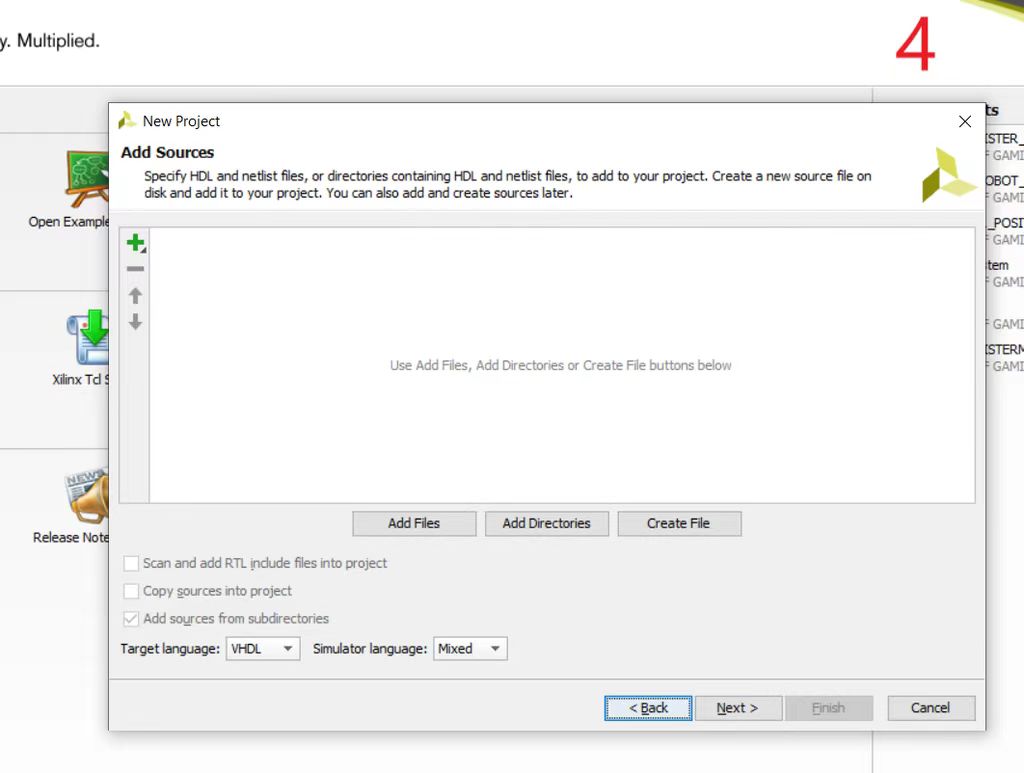 y. Multiplied.
4
New Project
Add Sources
Specify HDL and netlist files, or directories containing HDL and netlist files, to add to your project. Create a new source file on
disk and add it to your project. You can also add and create sources later.
Open Example
Xilinx Tcl S
Release Note
Use Add Files, Add Directories or Create File buttons below
Add Files
Add Directories
Create File
Scan and add RTL include files into project
Copy sources into project
Add sources from subdirectories
Target language: VHDL
Simulator language: Mixed
< Back
Next >
Finish
Cancel
ts
ISTER_
F GAMI
OBOT_
F GAMI
_POSIT
F GAMI
tem
F GAMI
F GAMI
ISTERM
F GAMI
NEWS